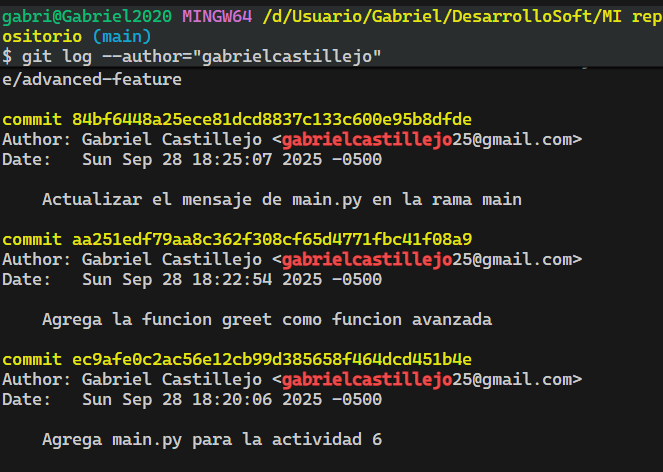 gabri@Gabriel2020 MINGW64 /d/Usuario/Gabriel/DesarrolloSoft/MI rep
ositorio (main)
$ git log --author="gabrielcastillejo"
e/advanced-feature
commit 84bf6448a25ece81dcd8837c133c600e95b8dfde
Author: Gabriel Castillejo <gabrielcastillejo25@gmail.com>
Date:   Sun Sep 28 18:25:07 2025 -0500
    Actualizar el mensaje de main.py en la rama main
commit aa251edf79aa8c362f308cf65d4771fbc41f08a9
Author: Gabriel Castillejo <gabrielcastillejo25@gmail.com>
Date:   Sun Sep 28 18:22:54 2025 -0500
    Agrega la funcion greet como funcion avanzada
commit ec9afe0c2ac56e12cb99d385658f464dcd451b4e
Author: Gabriel Castillejo <gabrielcastillejo25@gmail.com>
Date:   Sun Sep 28 18:20:06 2025 -0500
    Agrega main.py para la actividad 6